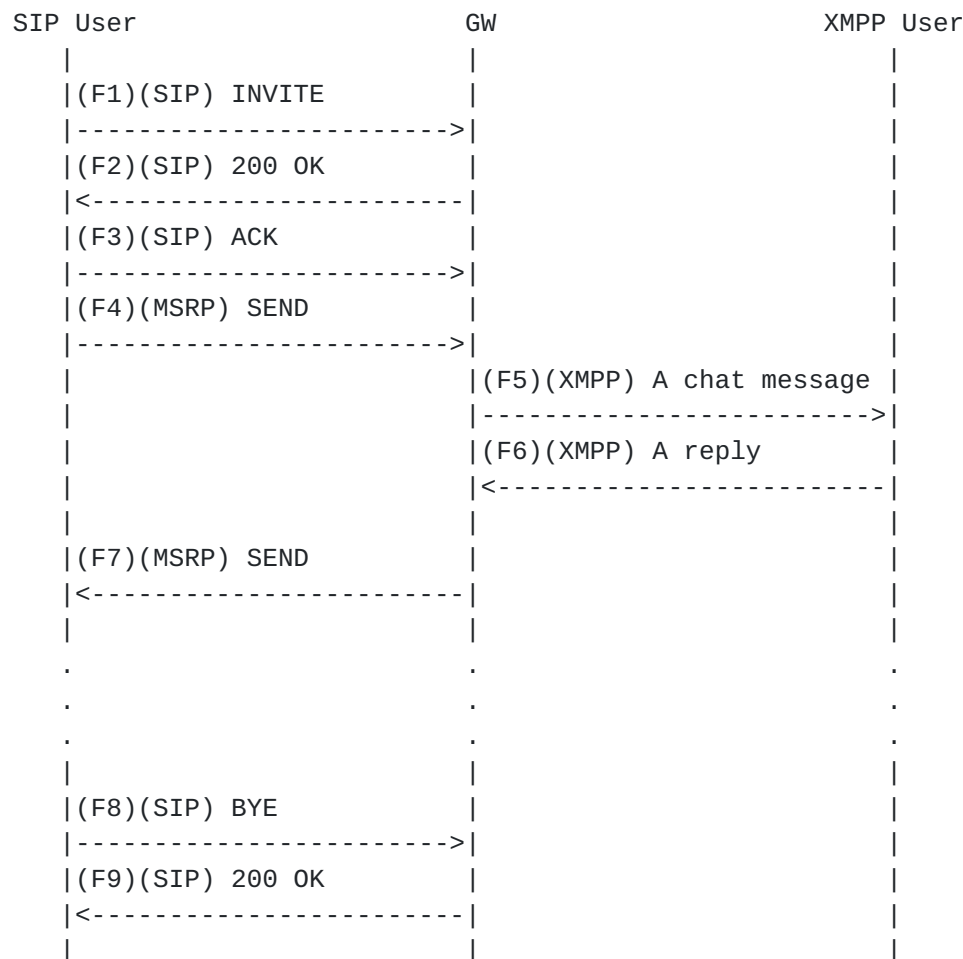 SIP User                     GW                      XMPP User
   |                         |                          |
   |(F1)(SIP) INVITE         |                          |
   |------------------------>|                          |
   |(F2)(SIP) 200 OK         |                          |
   |<------------------------|                          |
   |(F3)(SIP) ACK            |                          |
   |------------------------>|                          |
   |(F4)(MSRP) SEND          |                          |
   |------------------------>|                          |
   |                         |(F5)(XMPP) A chat message |
   |                         |------------------------->|
   |                         |(F6)(XMPP) A reply        |
   |                         |<-------------------------|
   |                         |                          |
   |(F7)(MSRP) SEND          |                          |
   |<------------------------|                          |
   |                         |                          |
   .                         .                          .
   .                         .                          .
   .                         .                          .
   |                         |                          |
   |(F8)(SIP) BYE            |                          |
   |------------------------>|                          |
   |(F9)(SIP) 200 OK         |                          |
   |<------------------------|                          |
   |                         |                          |